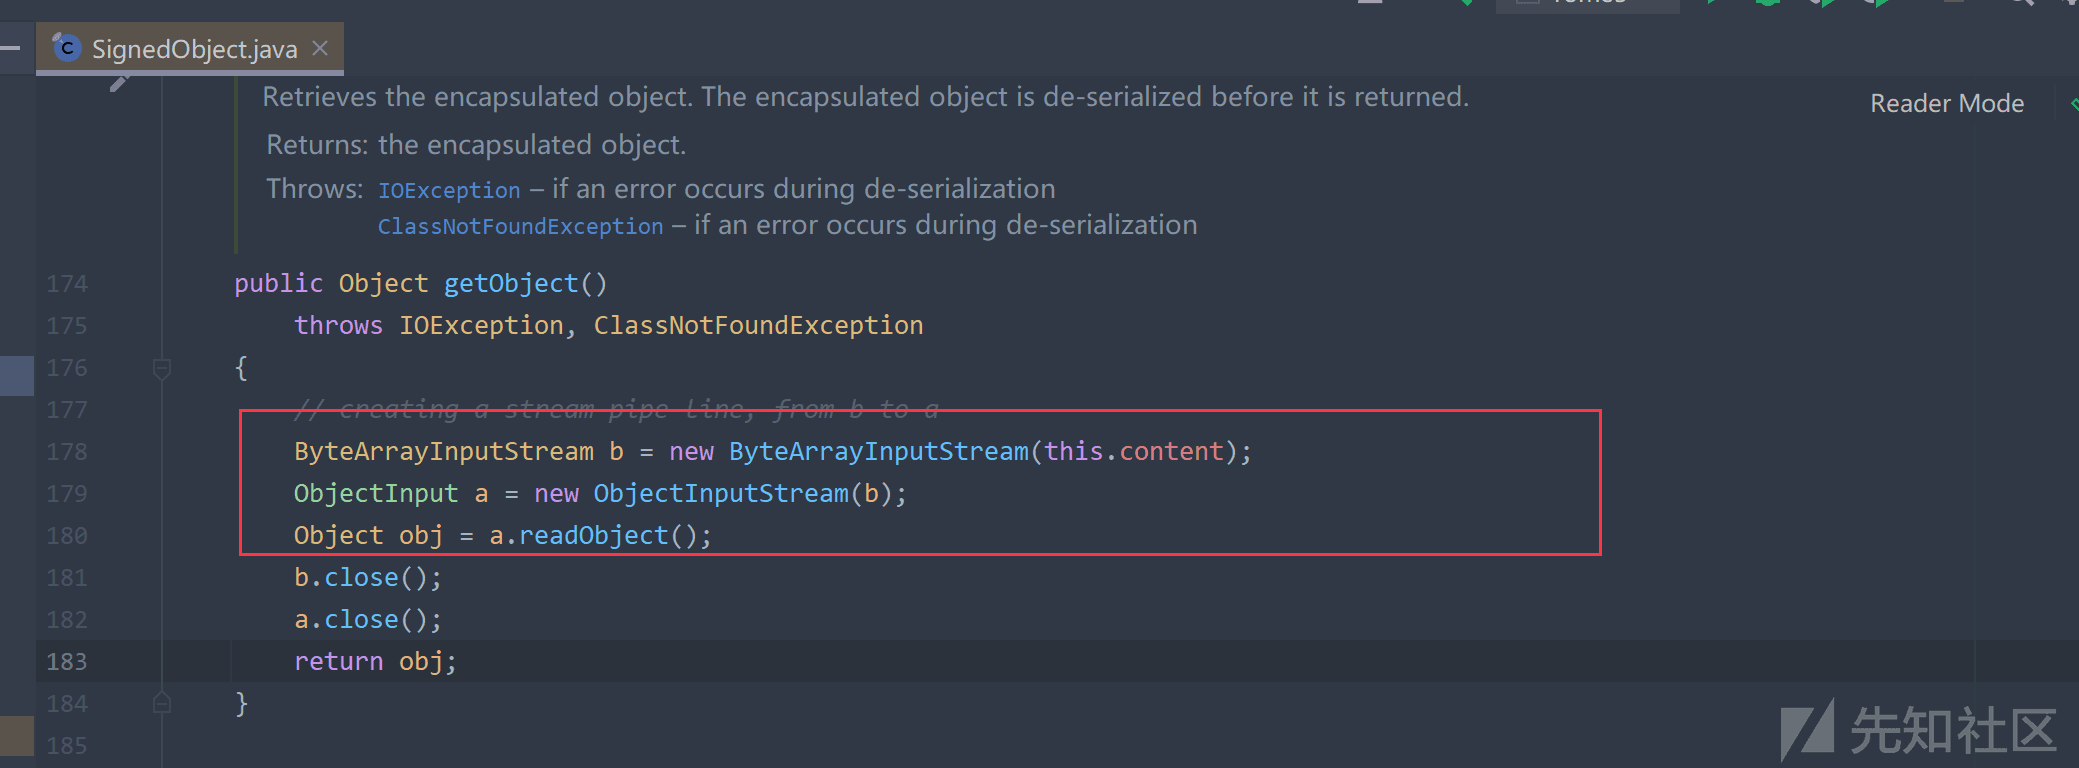 SignedObject.java
Retrieves the encapsulated object. The encapsulated object is de-serialized before it is returned.
Reader Mode
Returns: the encapsulated object.
Throws: IOException – if an error occurs during de-serialization
ClassNotFoundException – if an error occurs during de-serialization
174 public Object getObject()
175 throws IOException, ClassNotFoundException
176 {
177 // creating a stream pipe-line, from b to a
178 ByteArrayInputStream b = new ByteArrayInputStream(this.content);
179 ObjectInput a = new ObjectInputStream(b);
180 Object obj = a.readObject();
181 b.close();
182 a.close();
183 return obj;
184 }
185
先知社区